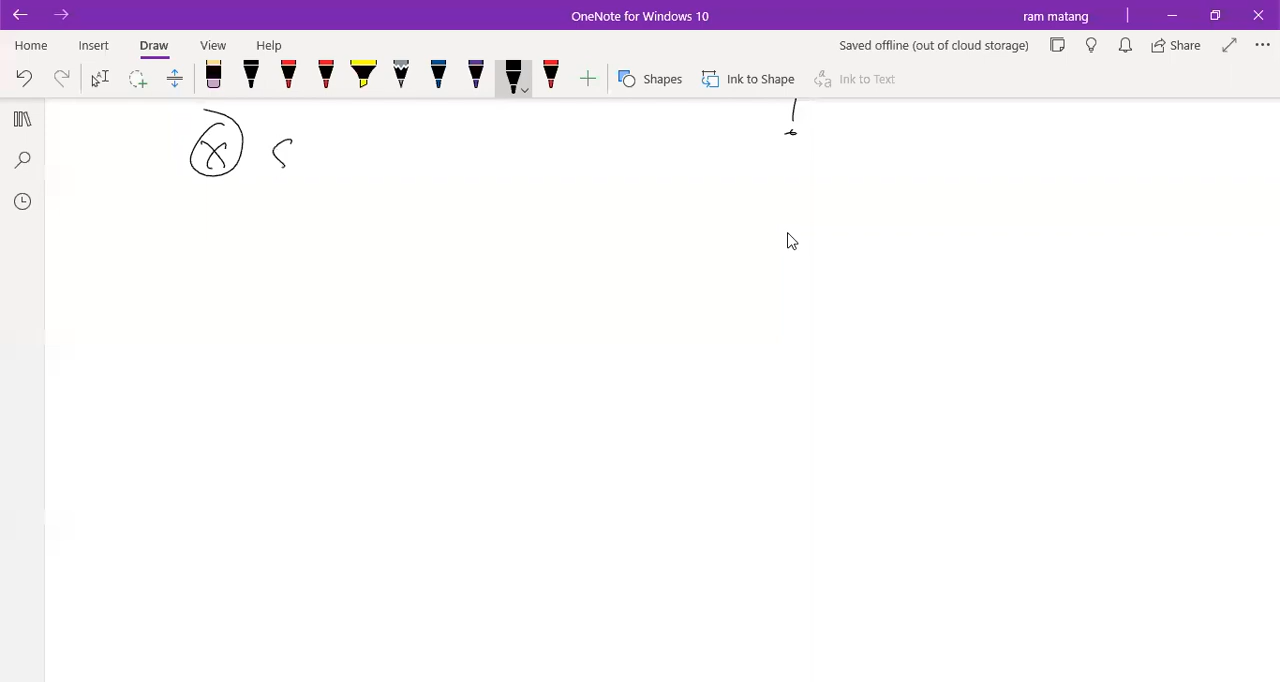 OneNote for Windows 10
ram matang
Home Insert Draw View Help
Saved offline (out of cloud storage)
Share
Shapes
Ink to Shape
Ink to Text
x